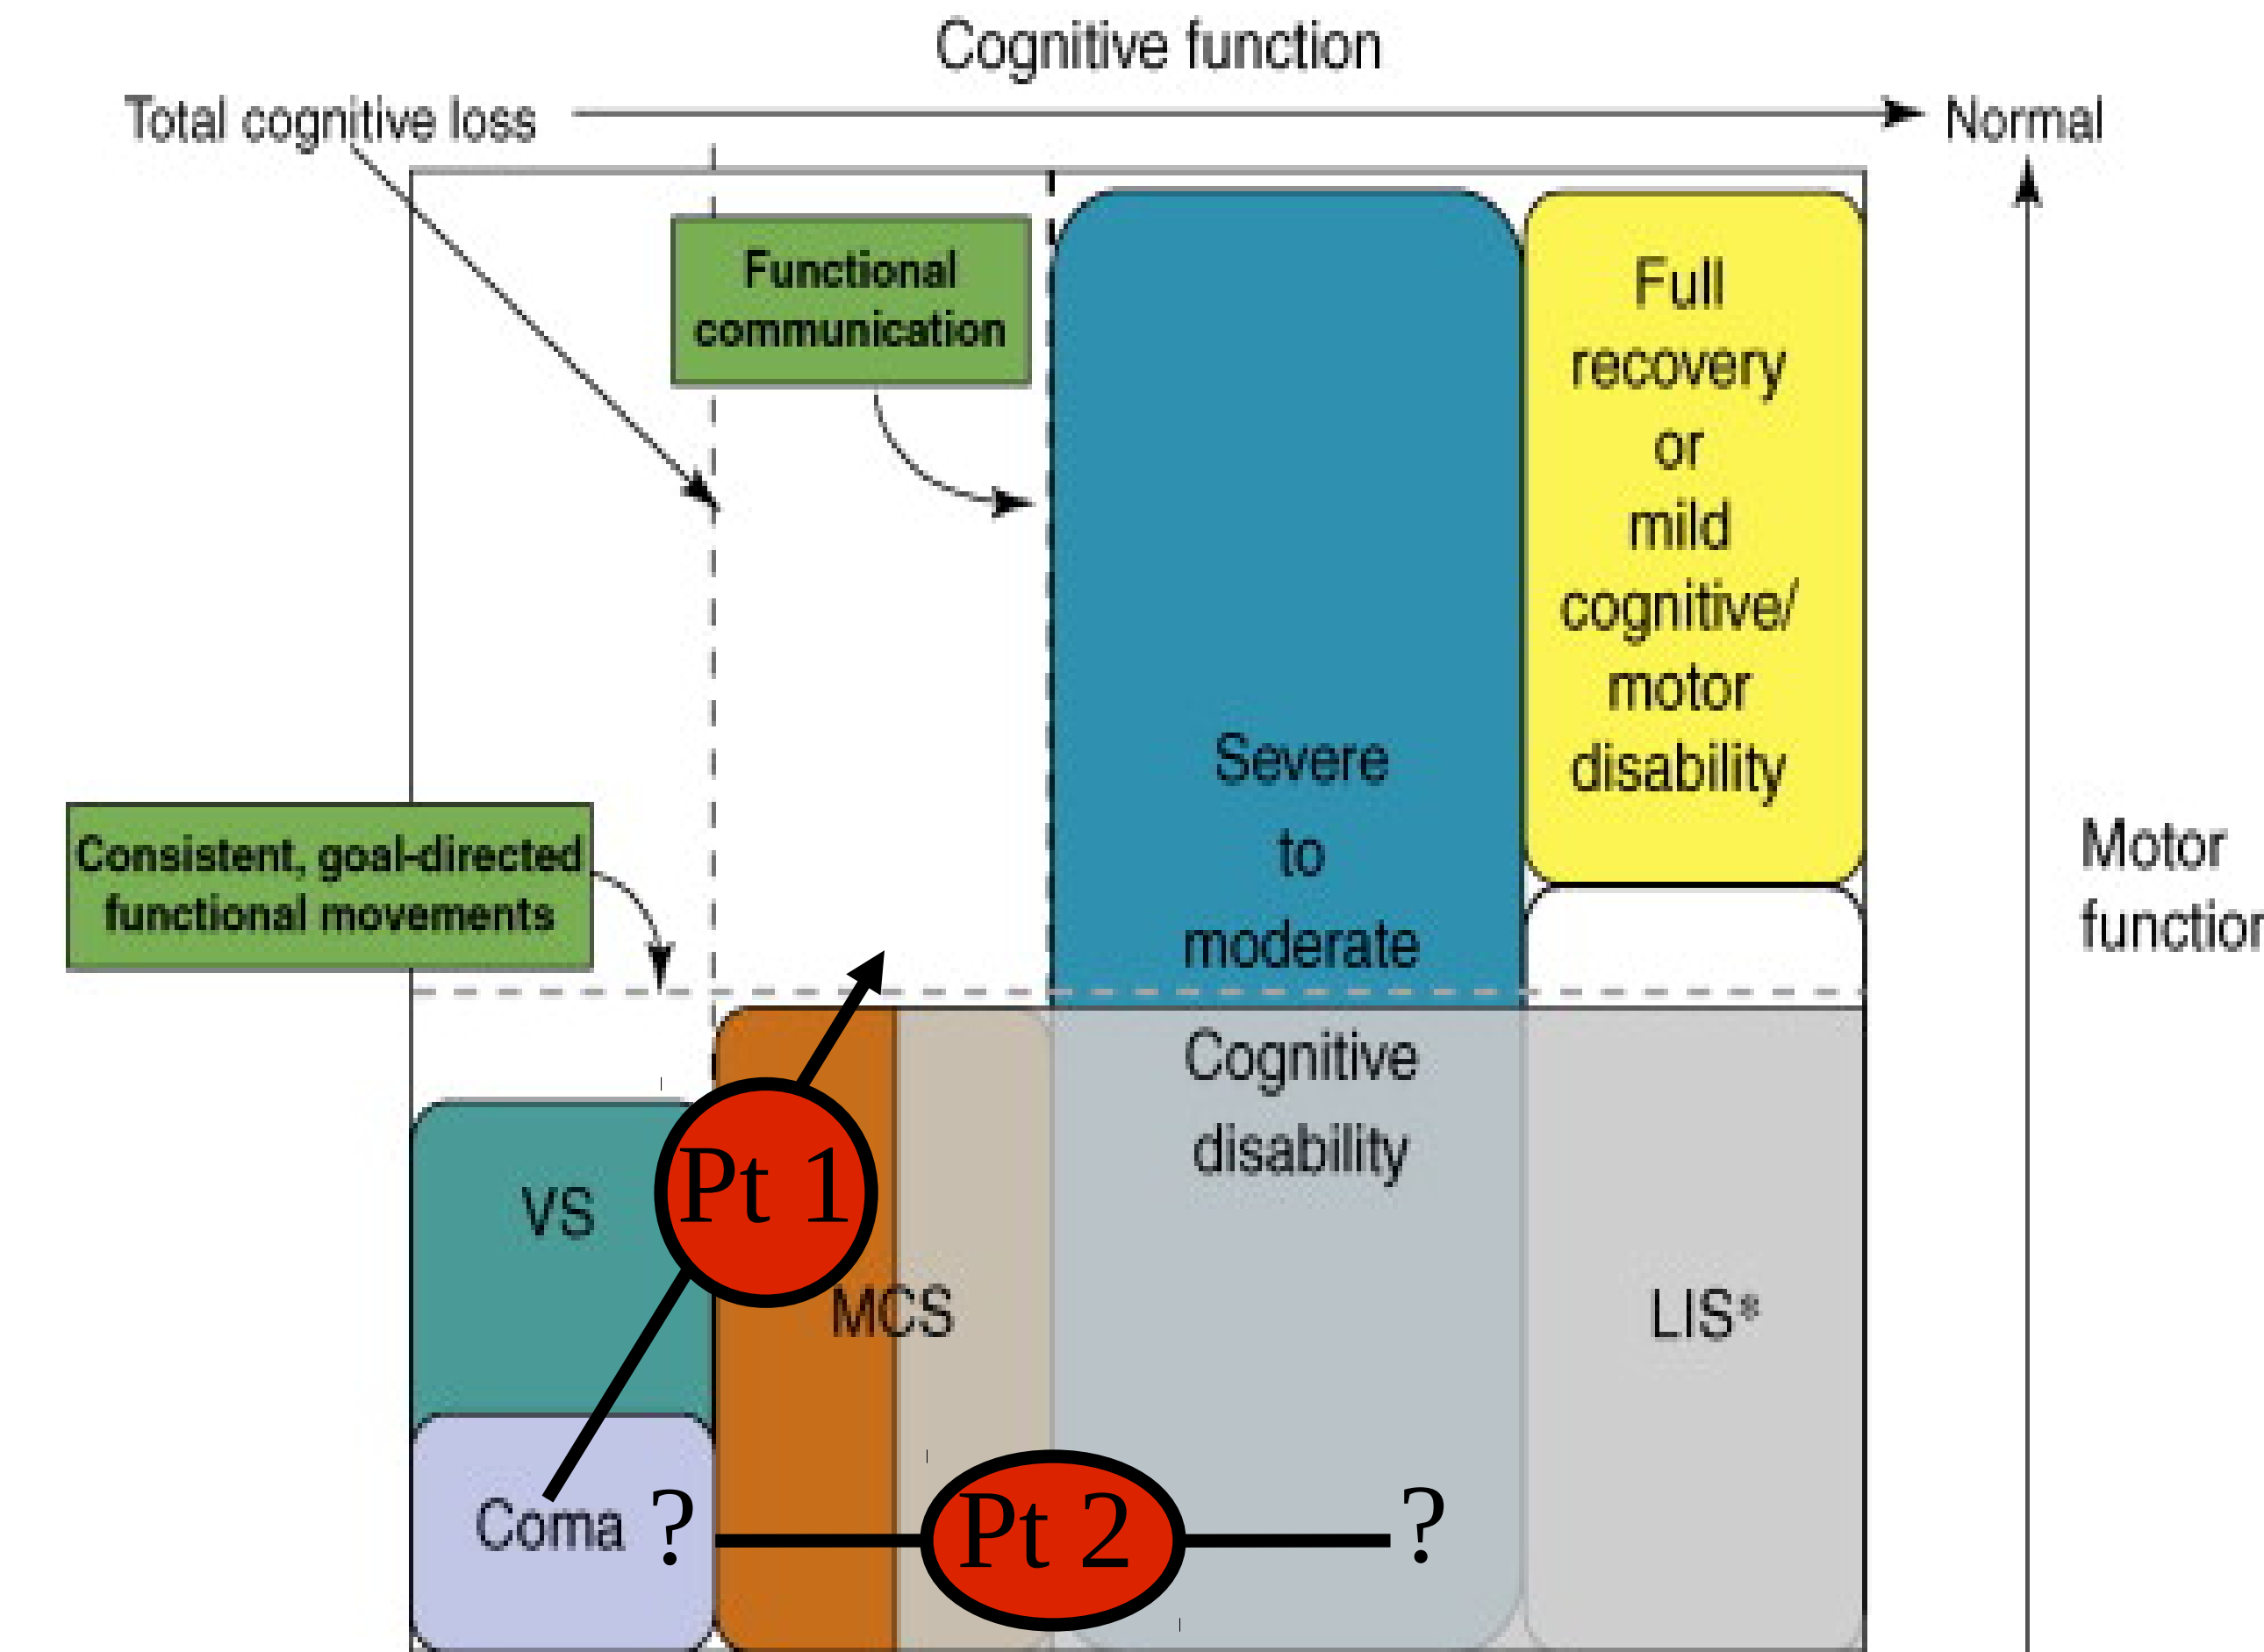 Cognitive function
Total cognitive loss
Normal
Functional
communication
Full
recovery
or
mild
cognitive/
motor
disability
Severe
to
moderate
Cognitive
disability
Consistent, goal-directed
functional movements
Motor
function
VS
Pt 1
MCS
LIS*
Coma
?
Pt 2
?